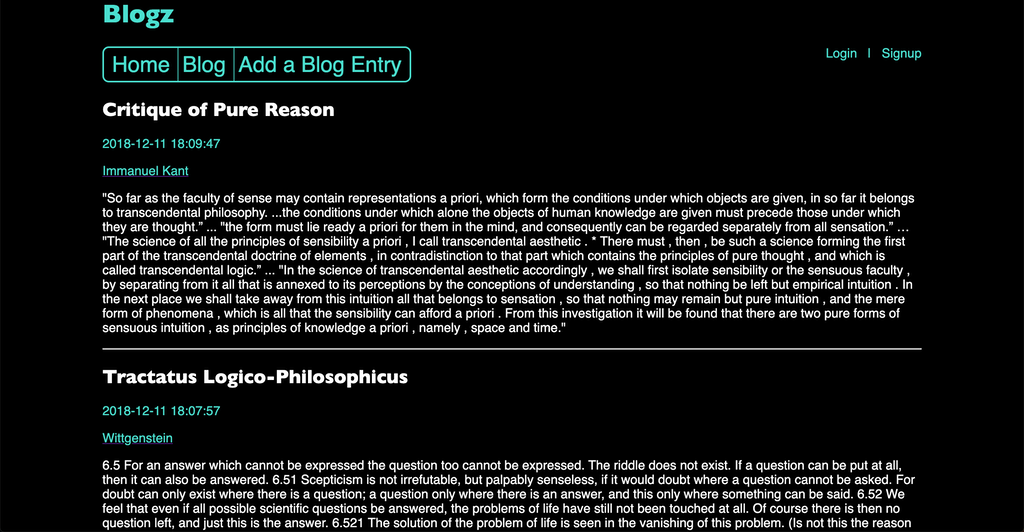 Blogz
Home Blog Add a Blog Entry
Login | Signup
Critique of Pure Reason
2018-12-11 18:09:47
Immanuel Kant
"So far as the faculty of sense may contain representations a priori, which form the conditions under which objects are given, in so far it belongs
to transcendental philosophy. ...the conditions under which alone the objects of human knowledge are given must precede those under which
they are thought.” ... "the form must lie ready a priori for them in the mind, and consequently can be regarded separately from all sensation.” …
"The science of all the principles of sensibility a priori , I call transcendental aesthetic . * There must , then , be such a science forming the first
part of the transcendental doctrine of elements , in contradistinction to that part which contains the principles of pure thought , and which is
called transcendental logic.” ... "In the science of transcendental aesthetic accordingly , we shall first isolate sensibility or the sensuous faculty ,
by separating from it all that is annexed to its perceptions by the conceptions of understanding , so that nothing be left but empirical intuition . In
the next place we shall take away from this intuition all that belongs to sensation , so that nothing may remain but pure intuition , and the mere
form of phenomena , which is all that the sensibility can afford a priori . From this investigation it will be found that there are two pure forms of
sensuous intuition , as principles of knowledge a priori , namely , space and time."
Tractatus Logico-Philosophicus
2018-12-11 18:07:57
Wittgenstein
6.5 For an answer which cannot be expressed the question too cannot be expressed. The riddle does not exist. If a question can be put at all,
then it can also be answered. 6.51 Scepticism is not irrefutable, but palpably senseless, if it would doubt where a question cannot be asked. For
doubt can only exist where there is a question; a question only where there is an answer, and this only where something can be said. 6.52 We
feel that even if all possible scientific questions be answered, the problems of life have still not been touched at all. Of course there is then no
question left, and just this is the answer. 6.521 The solution of the problem of life is seen in the vanishing of this problem. (Is not this the reason